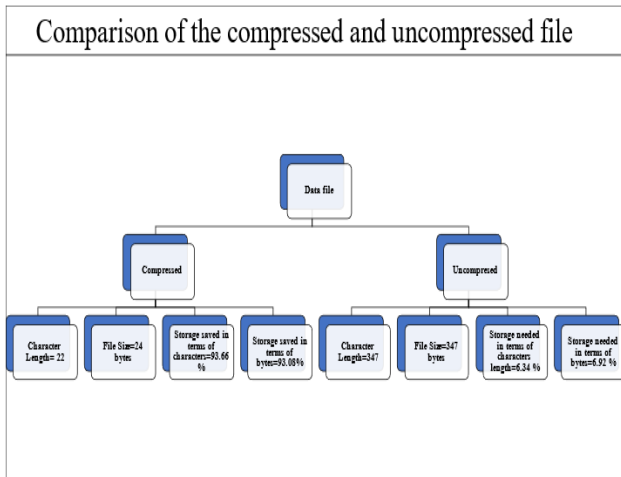 Comparison of the compressed and uncompressed file
Data file
Compressed
Uncompresed
Character
Length= 22
File Size=24
bytes
Storage saved in
terms of
characters=93.66
%
Storage saved in
terms of
bytes=93.08%
Character
Length=347
File Size=347
bytes
Storage needed
in terms of
characters
length=6.34 %
Storage needed
in terms of
bytes=6.92 %